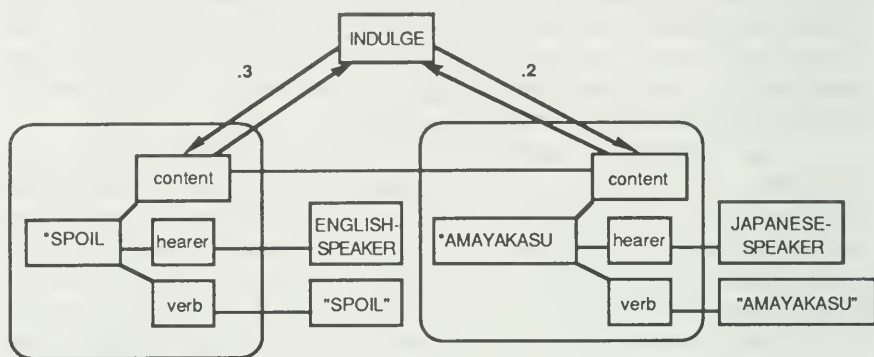 INDULGE
.3
.2
content
content
*SPOIL
hearer
ENGLISH-
SPEAKER
*AMAYAKASU
hearer
JAPANESE-
SPEAKER
verb
"SPOIL"
verb
"AMAYAKASU"